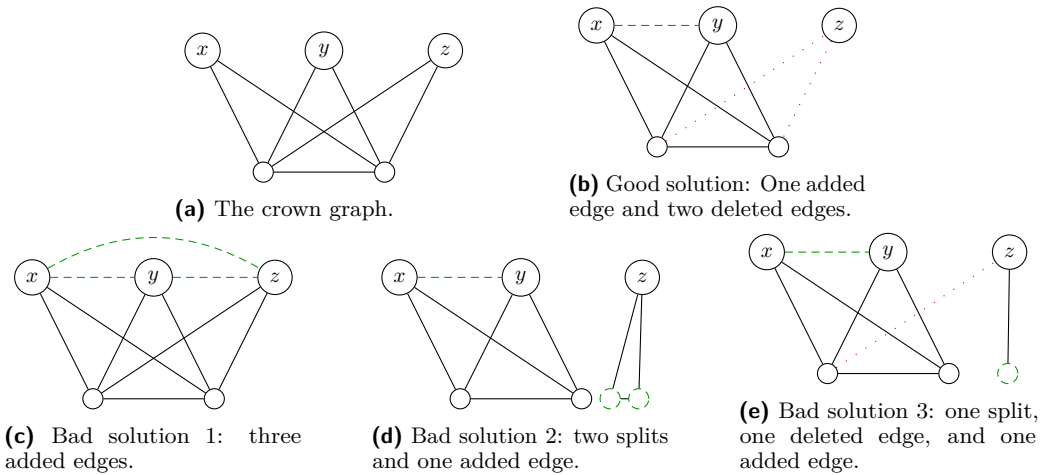 x y z
(a) The crown graph.
x y z
(b) Good solution: One added
edge and two deleted edges.
x y z
(c) Bad solution 1: three
added edges.
x y z
(d) Bad solution 2: two splits
and one added edge.
x y z
(e) Bad solution 3: one split,
one deleted edge, and one
added edge.